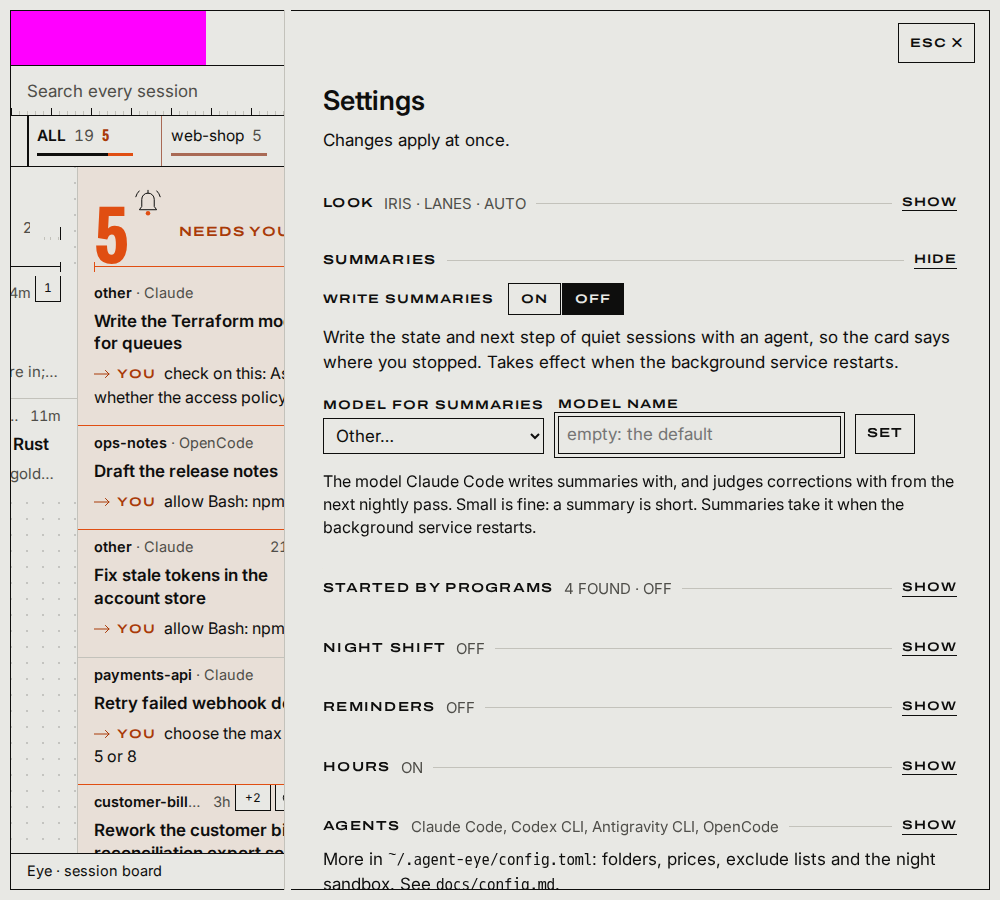 Search every session
ALL 19 5
web-shop 5
5
NEEDS YOU
4m 1
re in;...
11m
Rust
gold...
other · Claude
Write the Terraform
for queues
→ YOU check on this:
whether the access policy
ops-notes · OpenCode
Draft the release notes
→ YOU allow Bash: npm
other · Claude
Fix stale tokens in the
account store
→ YOU allow Bash: npm
payments-api · Claude
Retry failed webhook
→ YOU choose the max
5 or 8
customer-bill... 3h +2
Rework the customer
Eye · session board
ESC ✕
Settings
Changes apply at once.
LOOK IRIS · LANES · AUTO SHOW
SUMMARIES HIDE
WRITE SUMMARIES ON OFF
Write the state and next step of quiet sessions with an agent, so the card says
where you stopped. Takes effect when the background service restarts.
MODEL FOR SUMMARIES MODEL NAME
Other... empty: the default SET
The model Claude Code writes summaries with, and judges corrections with from the
next nightly pass. Small is fine: a summary is short. Summaries take it when the
background service restarts.
STARTED BY PROGRAMS 4 FOUND · OFF SHOW
NIGHT SHIFT OFF SHOW
REMINDERS OFF SHOW
HOURS ON SHOW
AGENTS Claude Code, Codex CLI, Antigravity CLI, OpenCode SHOW
More in ~/.agent-eye/config.toml: folders, prices, exclude lists and the night
sandbox. See docs/config.md.